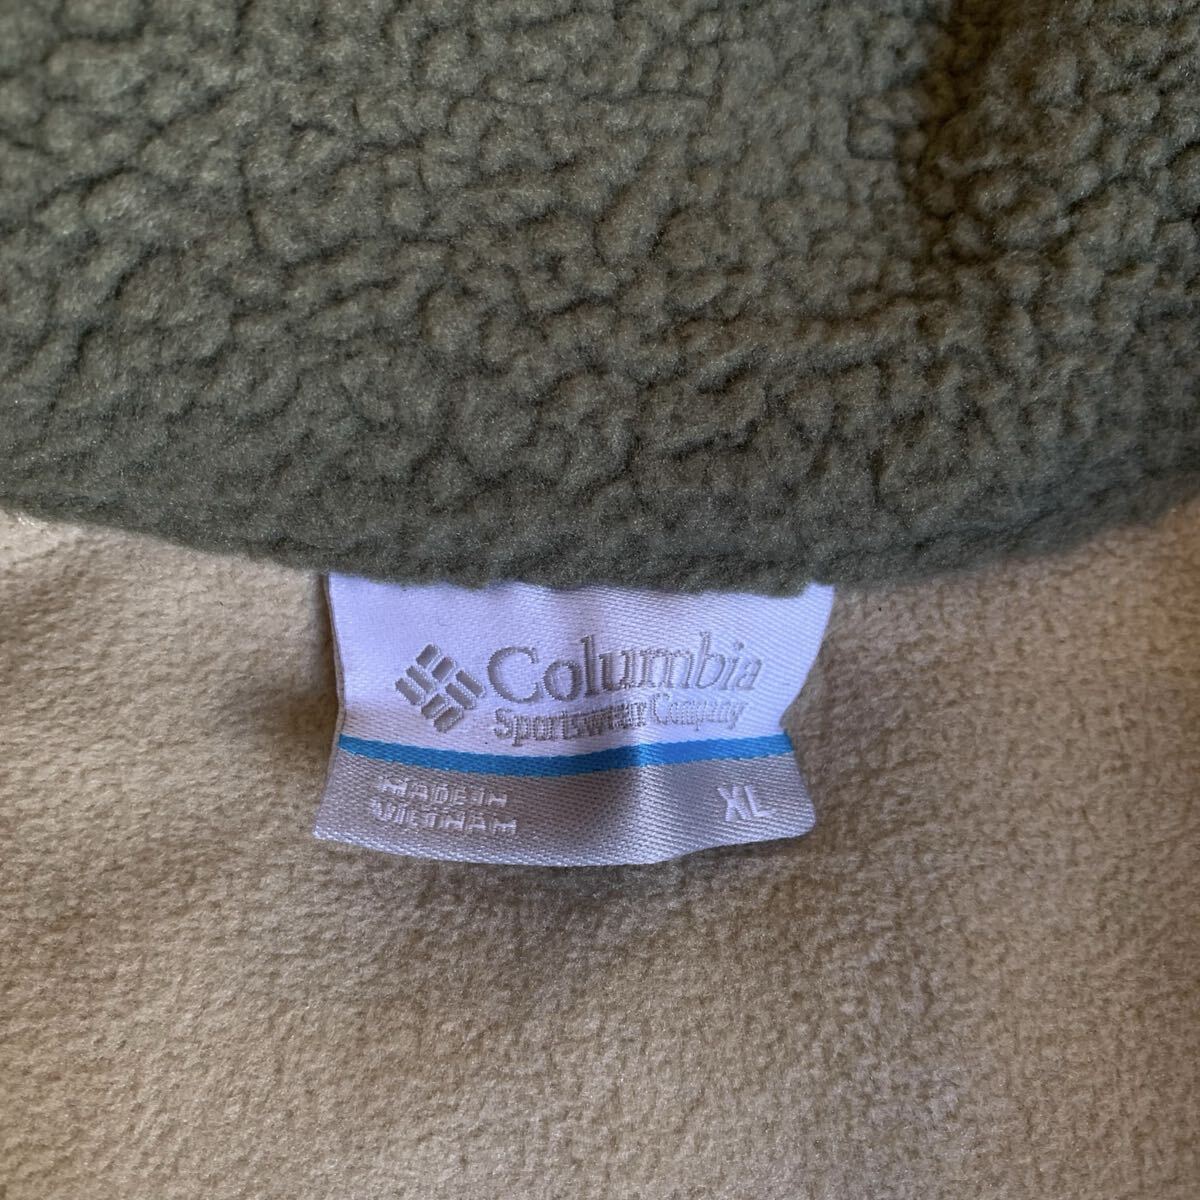 Columbia
Sportswear Company
MADE IN
VIETNAM
XL